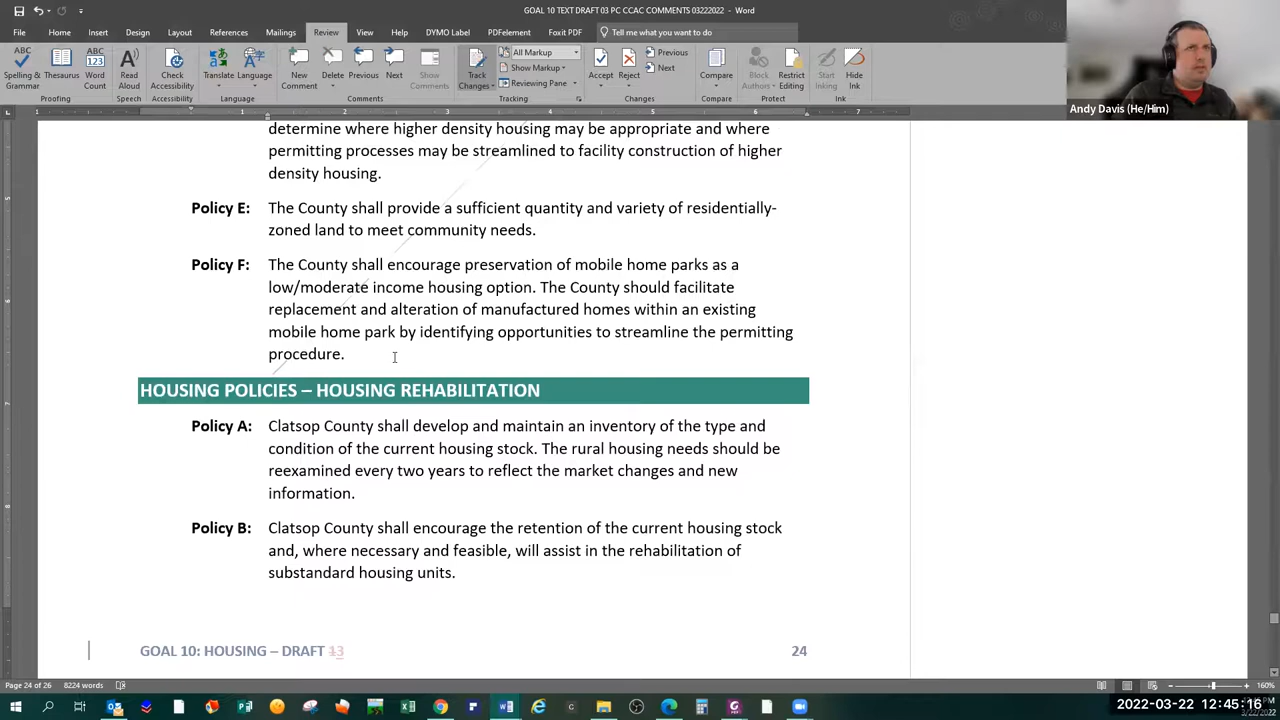 GOAL 10 TEXT DRAFT 03 PC CCAC COMMENTS 03222022 - Word
File Home Insert Design Layout References Mailings Review View Help DYMO Label PDFelement Foxit PDF Tell me what you want to do
Spelling & Grammar Thesaurus Word Count Read Aloud Check Accessibility Translate Language New Comment Delete Previous Next Show Comments Track Changes All Markup Show Markup Reviewing Pane Accept Reject Previous Next Compare Block Authors Restrict Editing Start Inking Hide Ink
Proofing Speech Accessibility Language Comments Tracking Changes Compare Protect Ink
Andy Davis (He/Him)
determine where higher density housing may be appropriate and where
permitting processes may be streamlined to facility construction of higher
density housing.
Policy E: The County shall provide a sufficient quantity and variety of residentially-
zoned land to meet community needs.
Policy F: The County shall encourage preservation of mobile home parks as a
low/moderate income housing option. The County should facilitate
replacement and alteration of manufactured homes within an existing
mobile home park by identifying opportunities to streamline the permitting
procedure.
HOUSING POLICIES – HOUSING REHABILITATION
Policy A: Clatsop County shall develop and maintain an inventory of the type and
condition of the current housing stock. The rural housing needs should be
reexamined every two years to reflect the market changes and new
information.
Policy B: Clatsop County shall encourage the retention of the current housing stock
and, where necessary and feasible, will assist in the rehabilitation of
substandard housing units.
GOAL 10: HOUSING – DRAFT 13 24
Page 24 of 26 8224 words 160%
2022-03-22 12:45:16